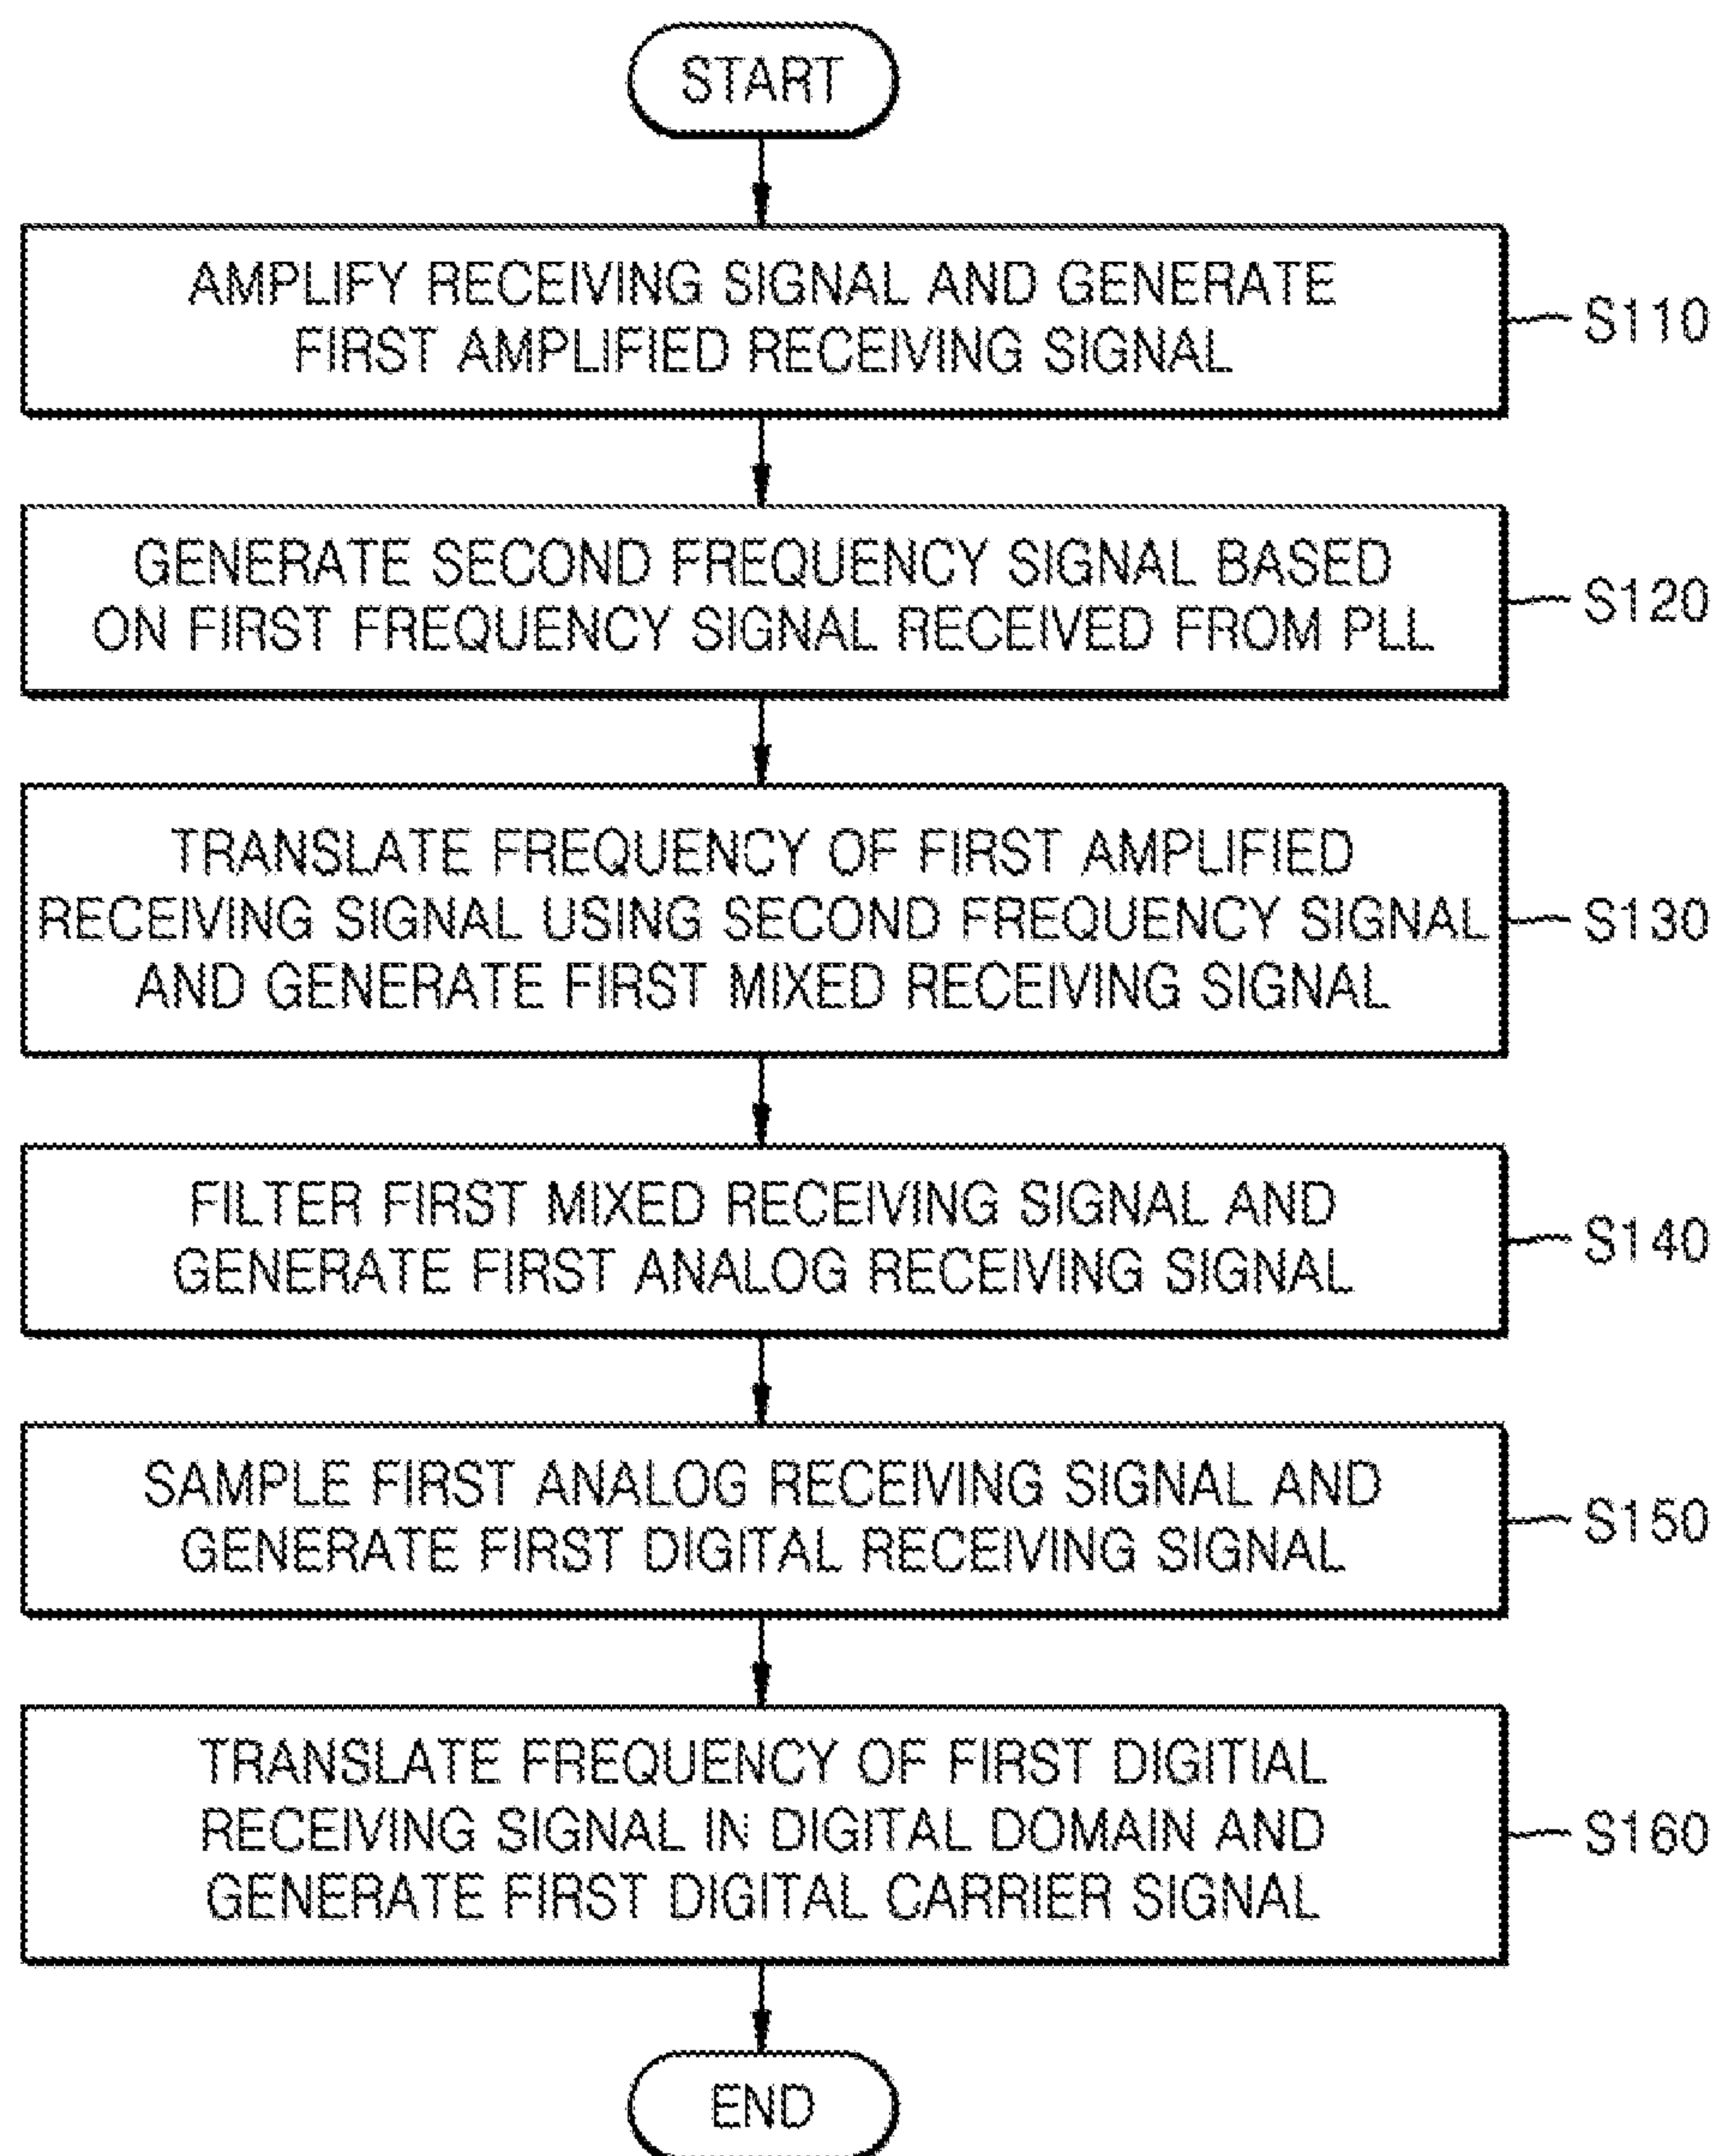 START
AMPLIFY RECEIVING SIGNAL AND GENERATE
FIRST AMPLIFIED RECEIVING SIGNAL
S110
GENERATE SECOND FREQUENCY SIGNAL BASED
ON FIRST FREQUENCY SIGNAL RECEIVED FROM PLL
S120
TRANSLATE FREQUENCY OF FIRST AMPLIFIED
RECEIVING SIGNAL USING SECOND FREQUENCY SIGNAL
AND GENERATE FIRST MIXED RECEIVING SIGNAL
S130
FILTER FIRST MIXED RECEIVING SIGNAL AND
GENERATE FIRST ANALOG RECEIVING SIGNAL
S140
SAMPLE FIRST ANALOG RECEIVING SIGNAL AND
GENERATE FIRST DIGITAL RECEIVING SIGNAL
S150
TRANSLATE FREQUENCY OF FIRST DIGITIAL
RECEIVING SIGNAL IN DIGITAL DOMAIN AND
GENERATE FIRST DIGITAL CARRIER SIGNAL
S160
END